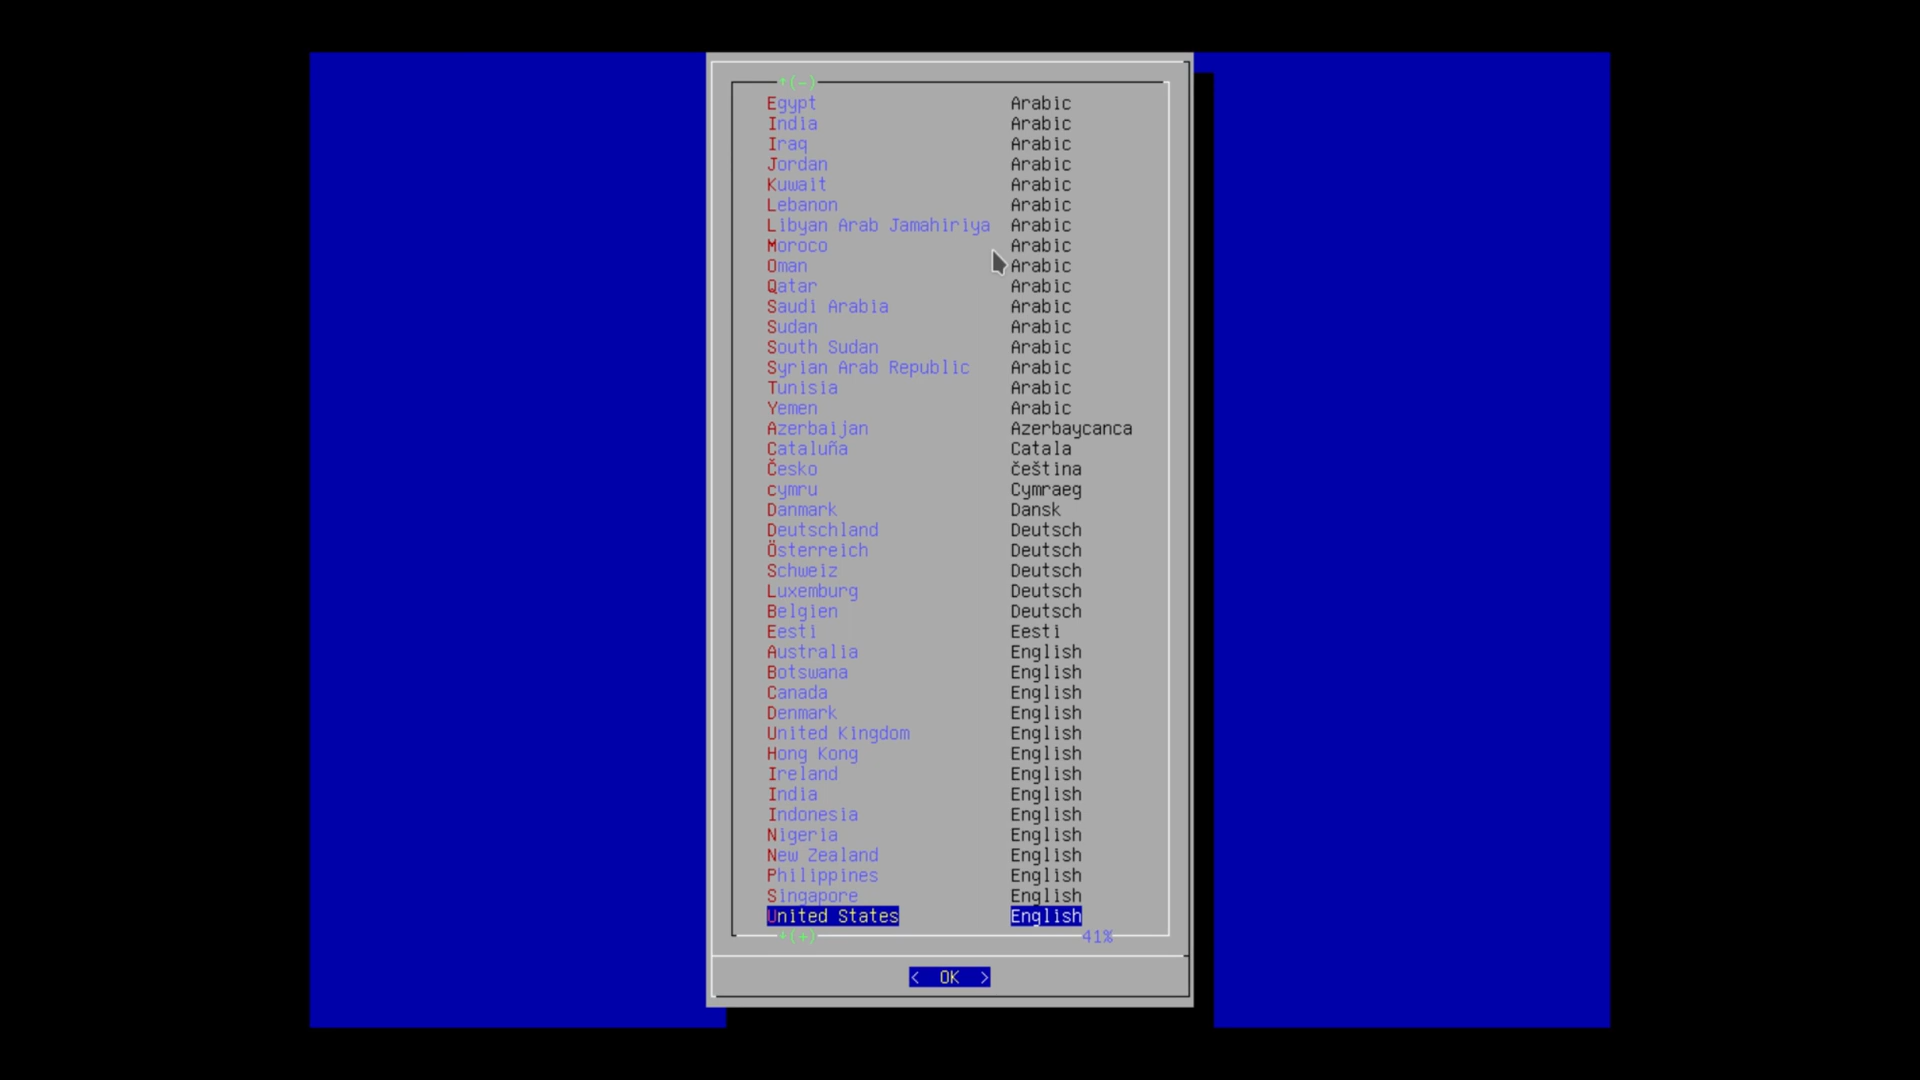 ↑(-)
Egypt Arabic
India Arabic
Iraq Arabic
Jordan Arabic
Kuwait Arabic
Lebanon Arabic
Libyan Arab Jamahiriya Arabic
Moroco Arabic
Oman Arabic
Qatar Arabic
Saudi Arabia Arabic
Sudan Arabic
South Sudan Arabic
Syrian Arab Republic Arabic
Tunisia Arabic
Yemen Arabic
Azerbaijan Azerbaycanca
Cataluña Catala
Česko čeština
cymru Cymraeg
Danmark Dansk
Deutschland Deutsch
Österreich Deutsch
Schweiz Deutsch
Luxemburg Deutsch
Belgien Deutsch
Eesti Eesti
Australia English
Botswana English
Canada English
Denmark English
United Kingdom English
Hong Kong English
Ireland English
India English
Indonesia English
Nigeria English
New Zealand English
Philippines English
Singapore English
United States English
↓(+) 41%
< OK >